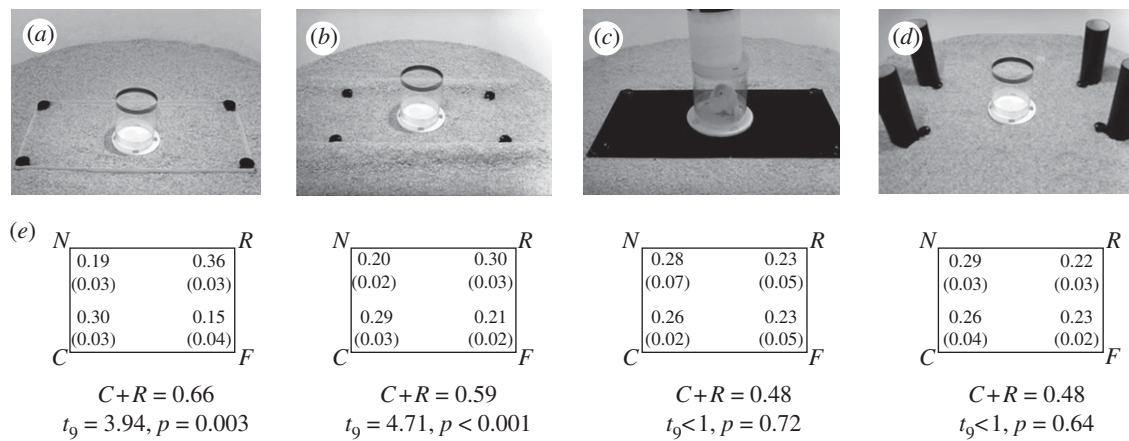 (a) (b) (c) (d)
(e) N R N R N R N R
0.19 0.36 0.20 0.30 0.28 0.23 0.29 0.22
(0.03) (0.03) (0.02) (0.03) (0.07) (0.05) (0.03) (0.03)
0.30 0.15 0.29 0.21 0.26 0.23 0.26 0.23
(0.03) (0.04) (0.03) (0.02) (0.02) (0.05) (0.04) (0.02)
C F C F C F C F
C+R = 0.66 C+R = 0.59 C+R = 0.48 C+R = 0.48
t9 = 3.94, p = 0.003 t9 = 4.71, p < 0.001 t9<1, p = 0.72 t9<1, p = 0.64